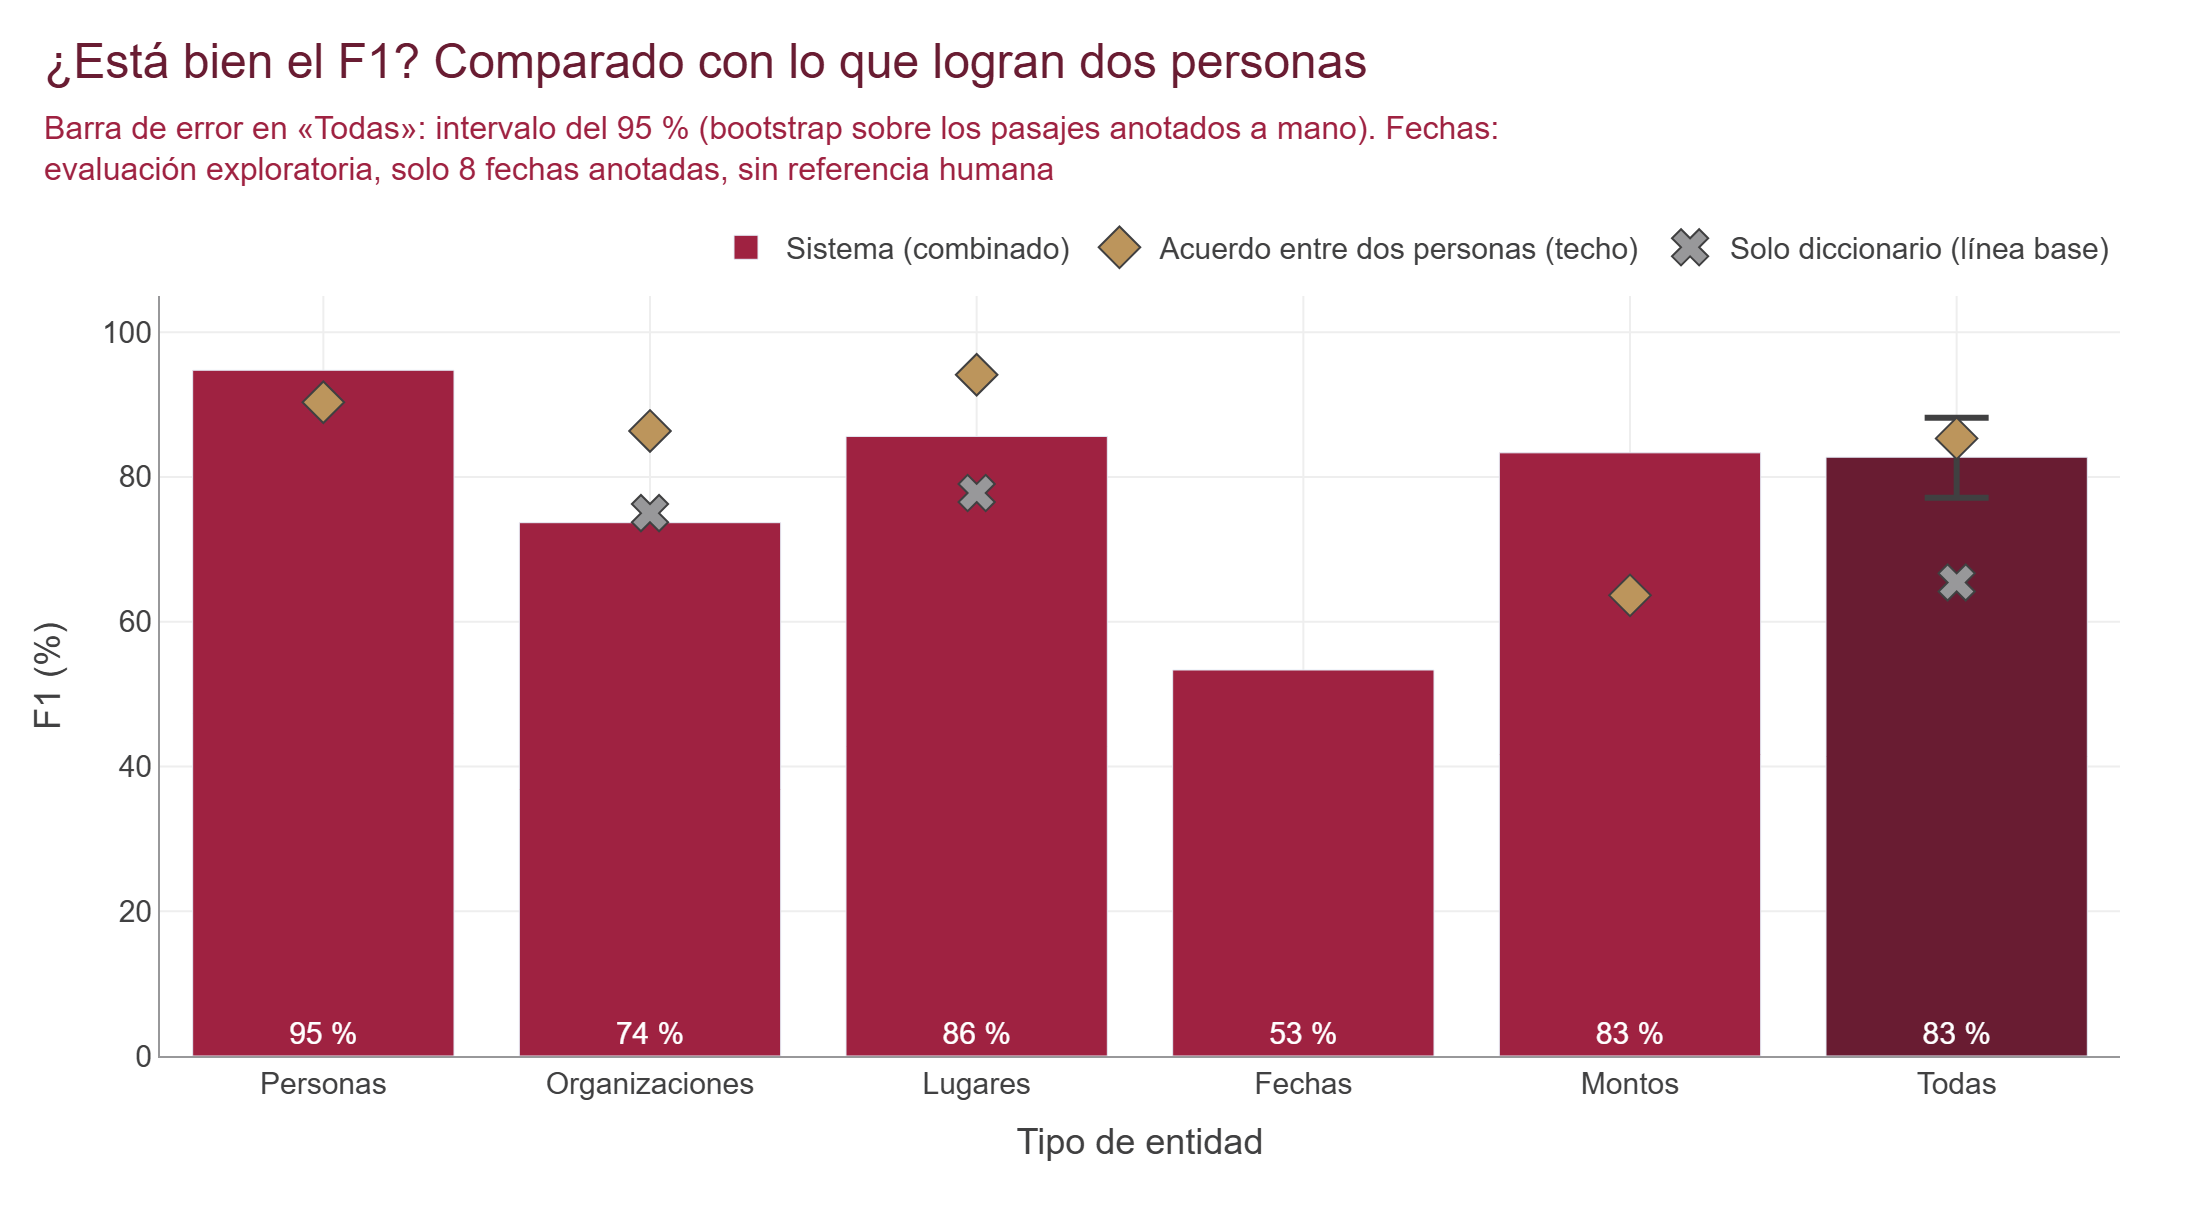 ¿Está bien el F1? Comparado con lo que logran dos personas
Barra de error en «Todas»: intervalo del 95 % (bootstrap sobre los pasajes anotados a mano). Fechas:
evaluación exploratoria, solo 8 fechas anotadas, sin referencia humana
Sistema (combinado)
Acuerdo entre dos personas (techo)
Solo diccionario (línea base)
F1 (%)
100
80
60
40
20
0
95 %
74 %
86 %
53 %
83 %
83 %
Personas
Organizaciones
Lugares
Fechas
Montos
Todas
Tipo de entidad